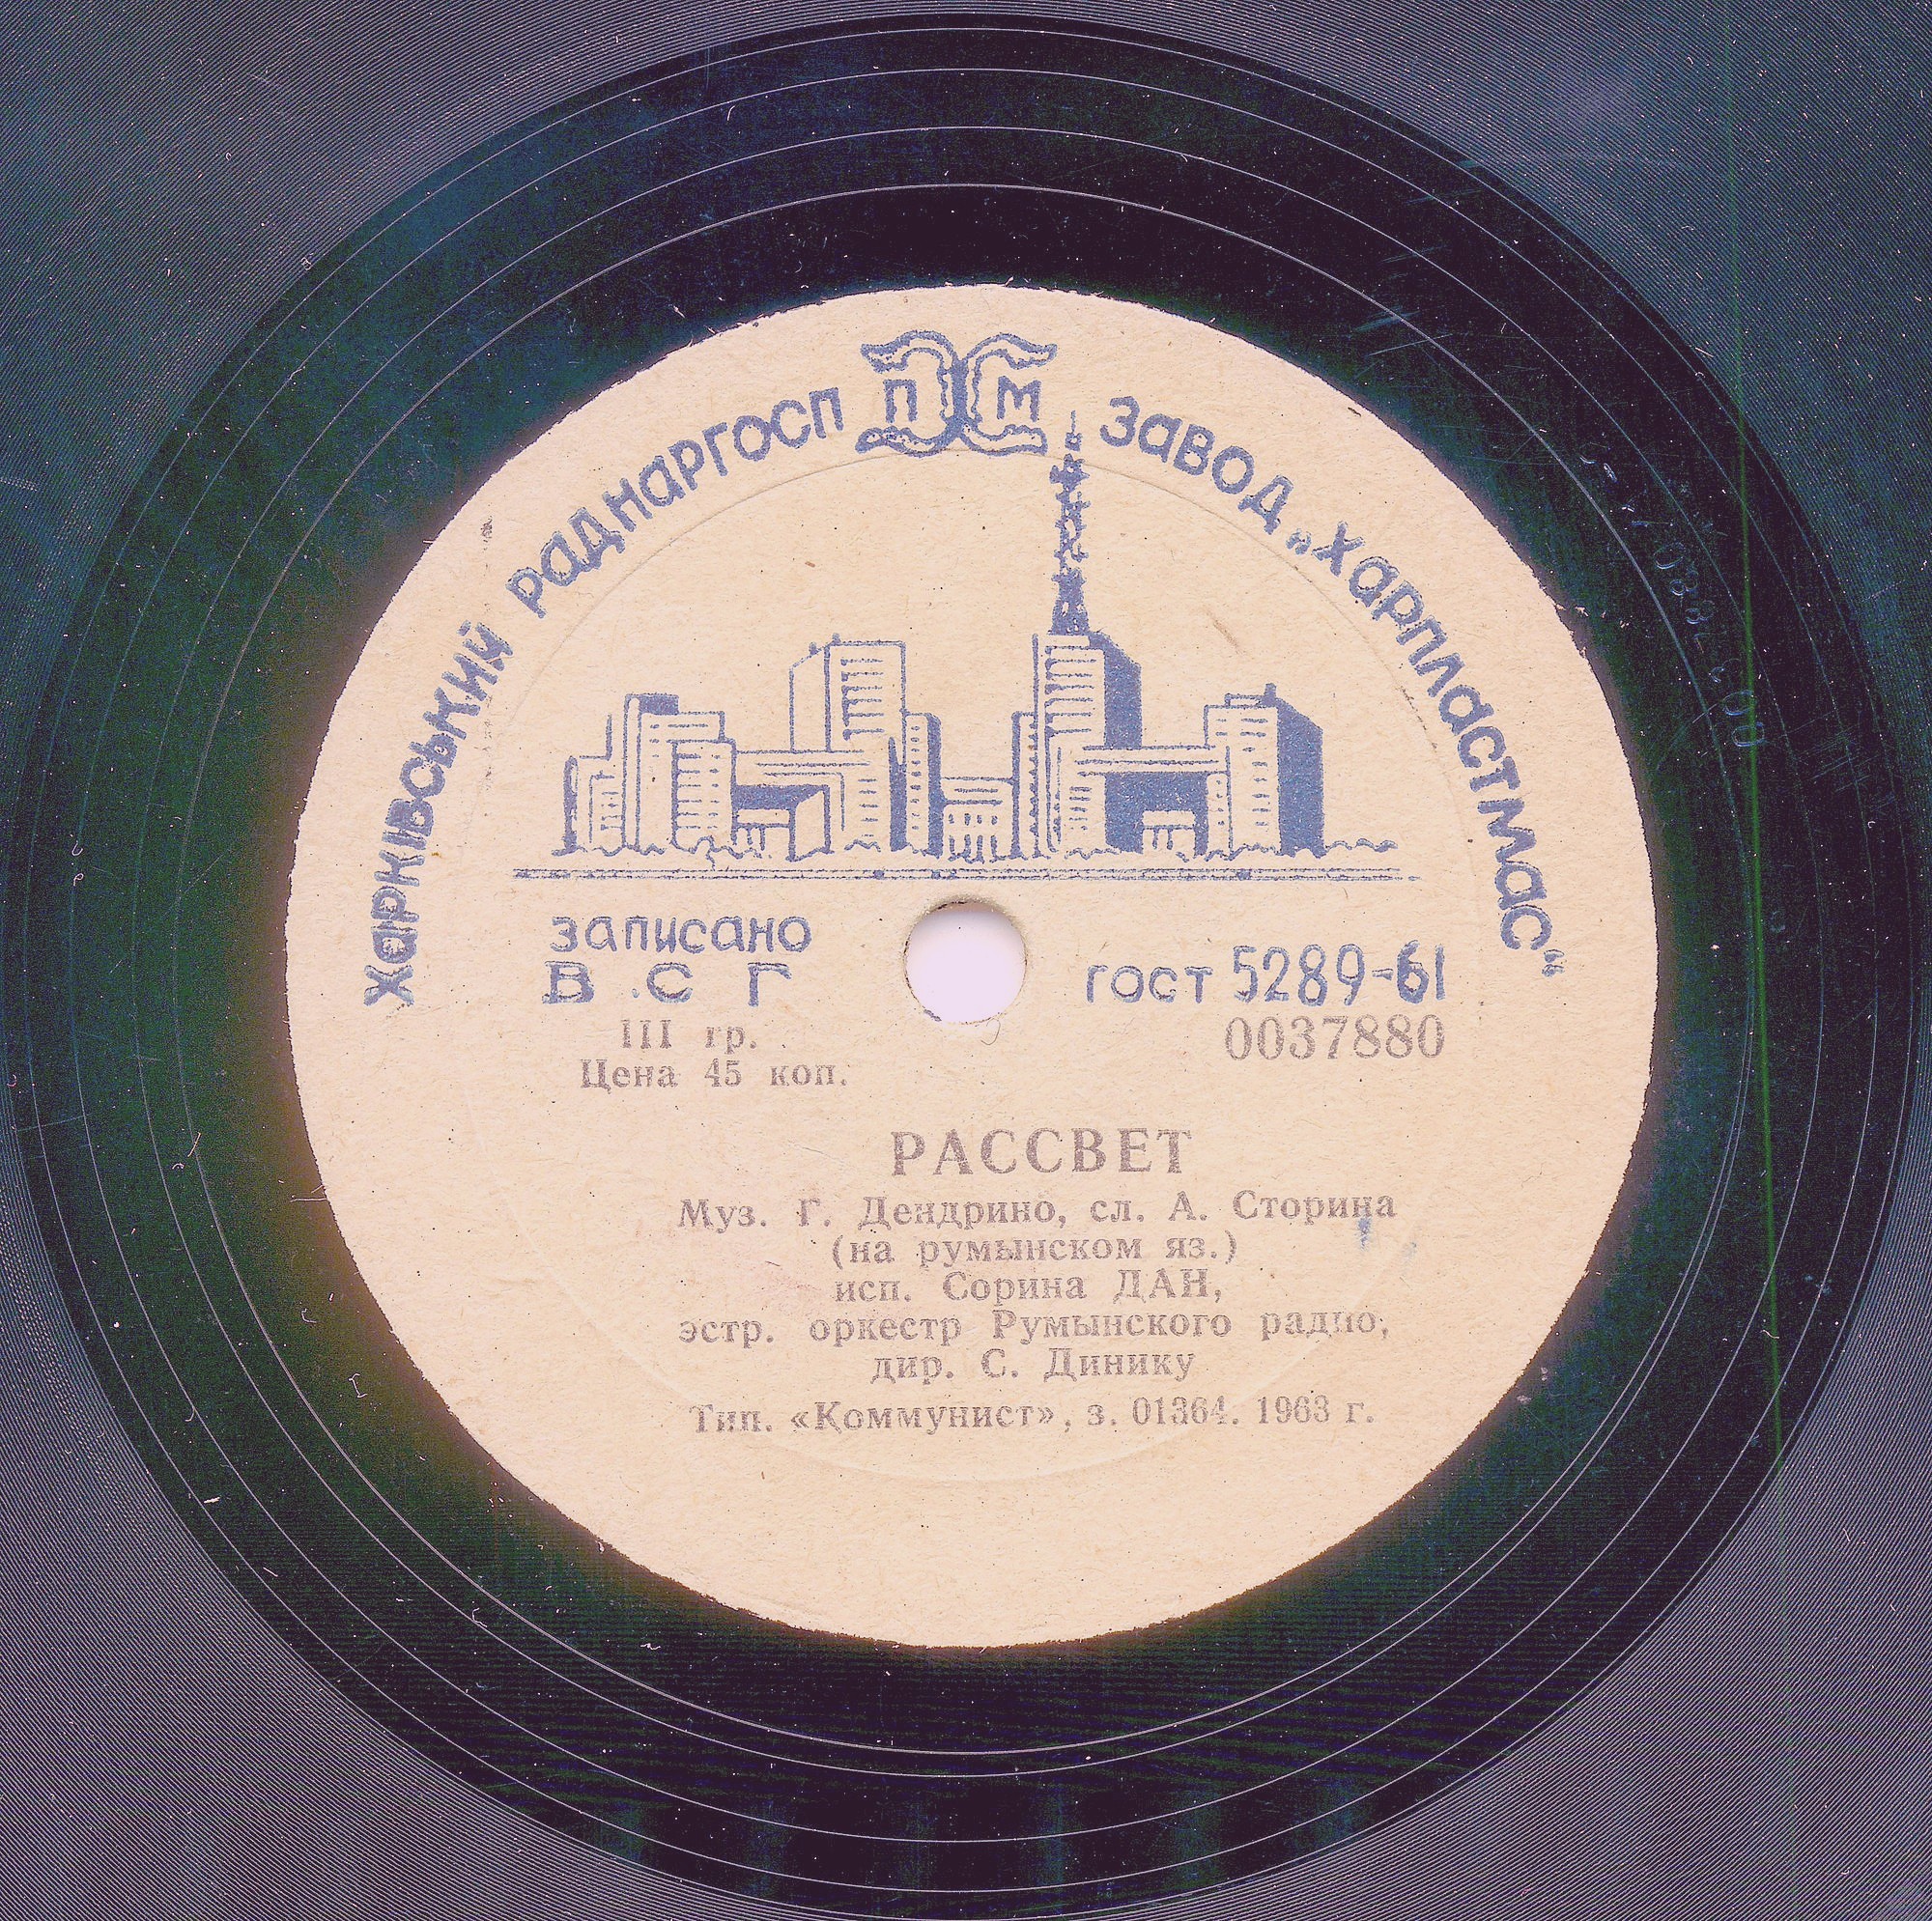 Харківський раднаргосп ПМ завод „Харпластмас“
записано
В С Г
гост 5289-61
III гр.
0037880
Цена 45 коп.
РАССВЕТ
Муз. Г. Дендрино, сл. А. Сторина
(на румынском яз.)
исп. Сорина ДАН,
эстр. оркестр Румынского радио,
дир. С. Динику
Тип. «Коммунист», з. 01364. 1963 г.